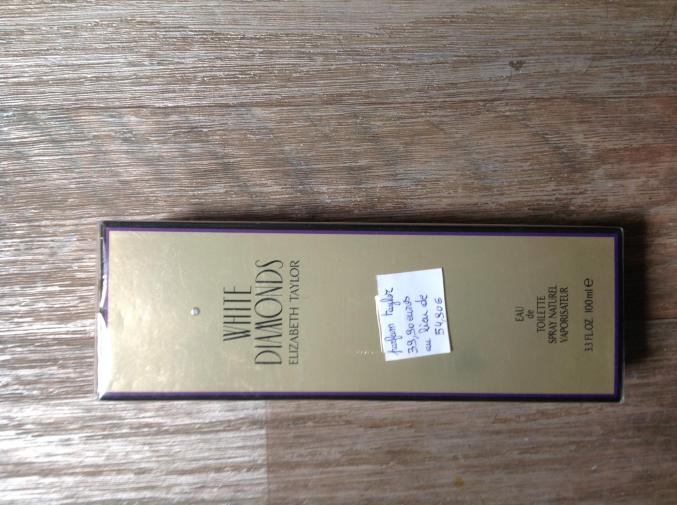 WHITE
DIAMONDS
ELIZABETH TAYLOR
parfum taylor
39,90 euros
au lieu de
54,90 €
EAU
de
TOILETTE
SPRAY NATUREL
VAPORISATEUR
3.3 FL.OZ. 100 ml e